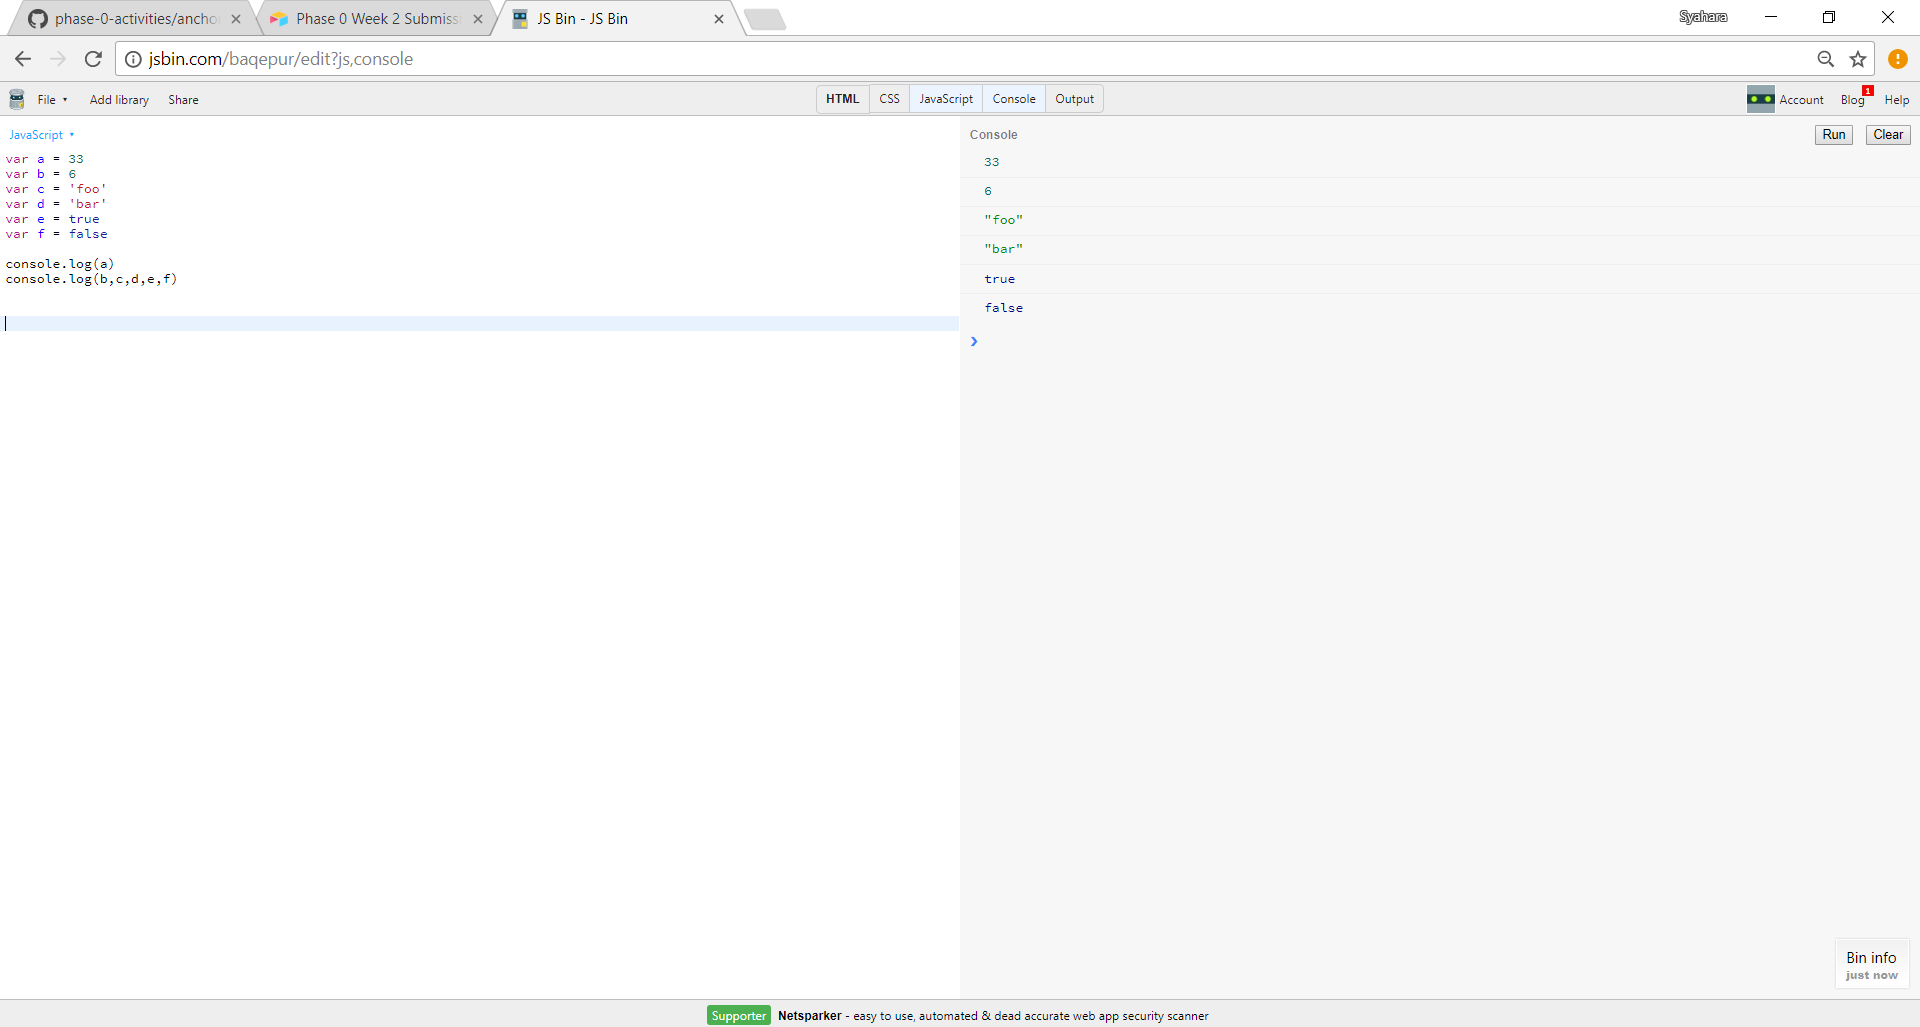 phase-0-activities/ancho
Phase 0 Week 2 Submiss
JS Bin - JS Bin
Syahara
jsbin.com/baqepur/edit?js,console
File
Add library
Share
HTML
CSS
JavaScript
Console
Output
Account
Blog
1
Help
JavaScript
var a = 33
var b = 6
var c = 'foo'
var d = 'bar'
var e = true
var f = false
console.log(a)
console.log(b,c,d,e,f)
Console
Run
Clear
33
6
"foo"
"bar"
true
false
Bin info
just now
Supporter Netsparker - easy to use, automated & dead accurate web app security scanner